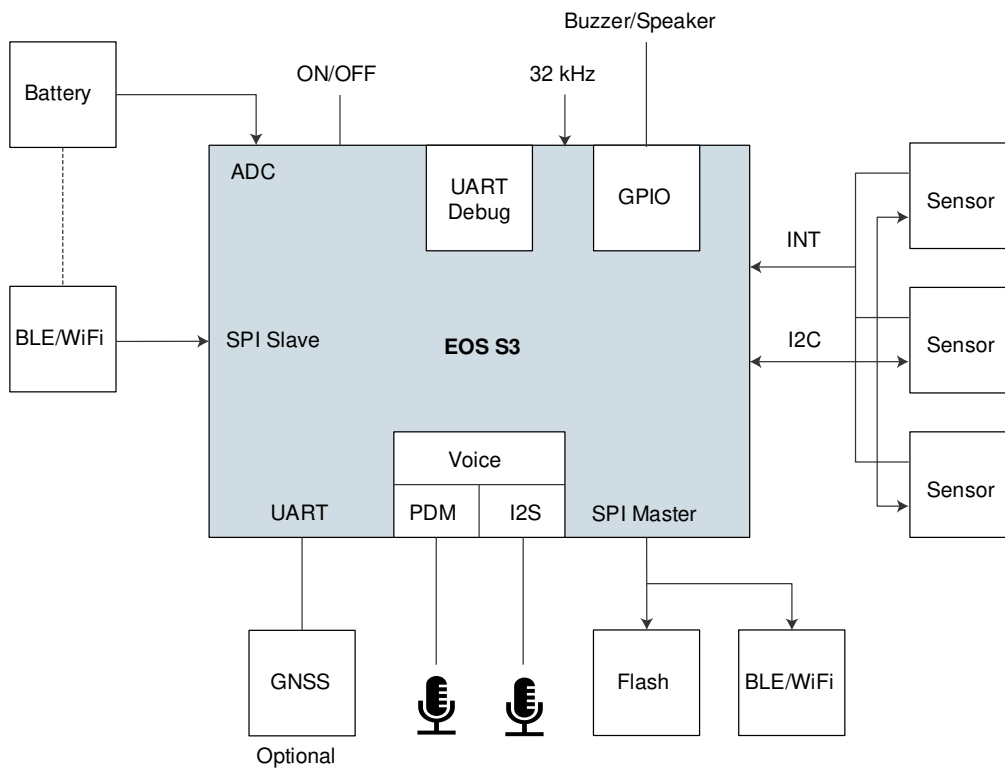 Buzzer/Speaker
ON/OFF
32 kHz
Battery
ADC
UART
Debug
GPIO
Sensor
INT
BLE/WiFi
SPI Slave
EOS S3
I2C
Sensor
Voice
Sensor
UART
PDM
I2S
SPI Master
GNSS
Flash
BLE/WiFi
Optional